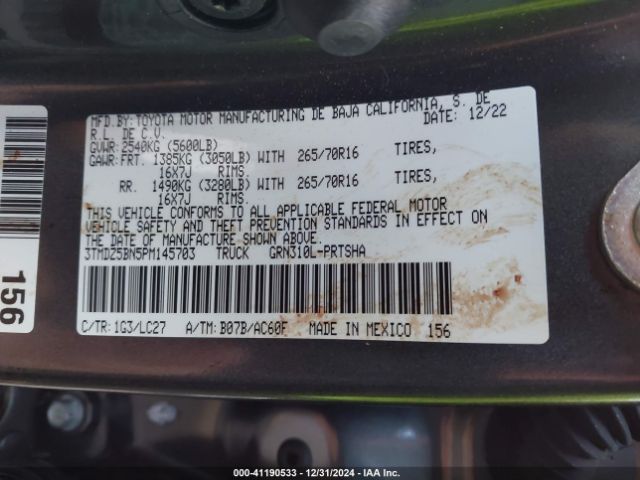 MFD.BY: TOYOTA MOTOR MANUFACTURING DE BAJA CALIFORNIA, S. DE
R.L. DE C.V. DATE: 12/22
GVWR: 2540KG (5600LB)
GAWR: FRT. 1385KG (3050LB) WITH 265/70R16 TIRES,
16X7J RIMS.
RR. 1490KG (3280LB) WITH 265/70R16 TIRES,
16X7J RIMS.
THIS VEHICLE CONFORMS TO ALL APPLICABLE FEDERAL MOTOR
VEHICLE SAFETY AND THEFT PREVENTION STANDARDS IN EFFECT ON
THE DATE OF MANUFACTURE SHOWN ABOVE.
3TMDZ5BN5PM145703 TRUCK GRN310L-PRTSHA
C/TR: 1G3/LC27 A/TM: B07B/AC60F MADE IN MEXICO 156
156
000-41190533 - 12/31/2024 - IAA Inc.